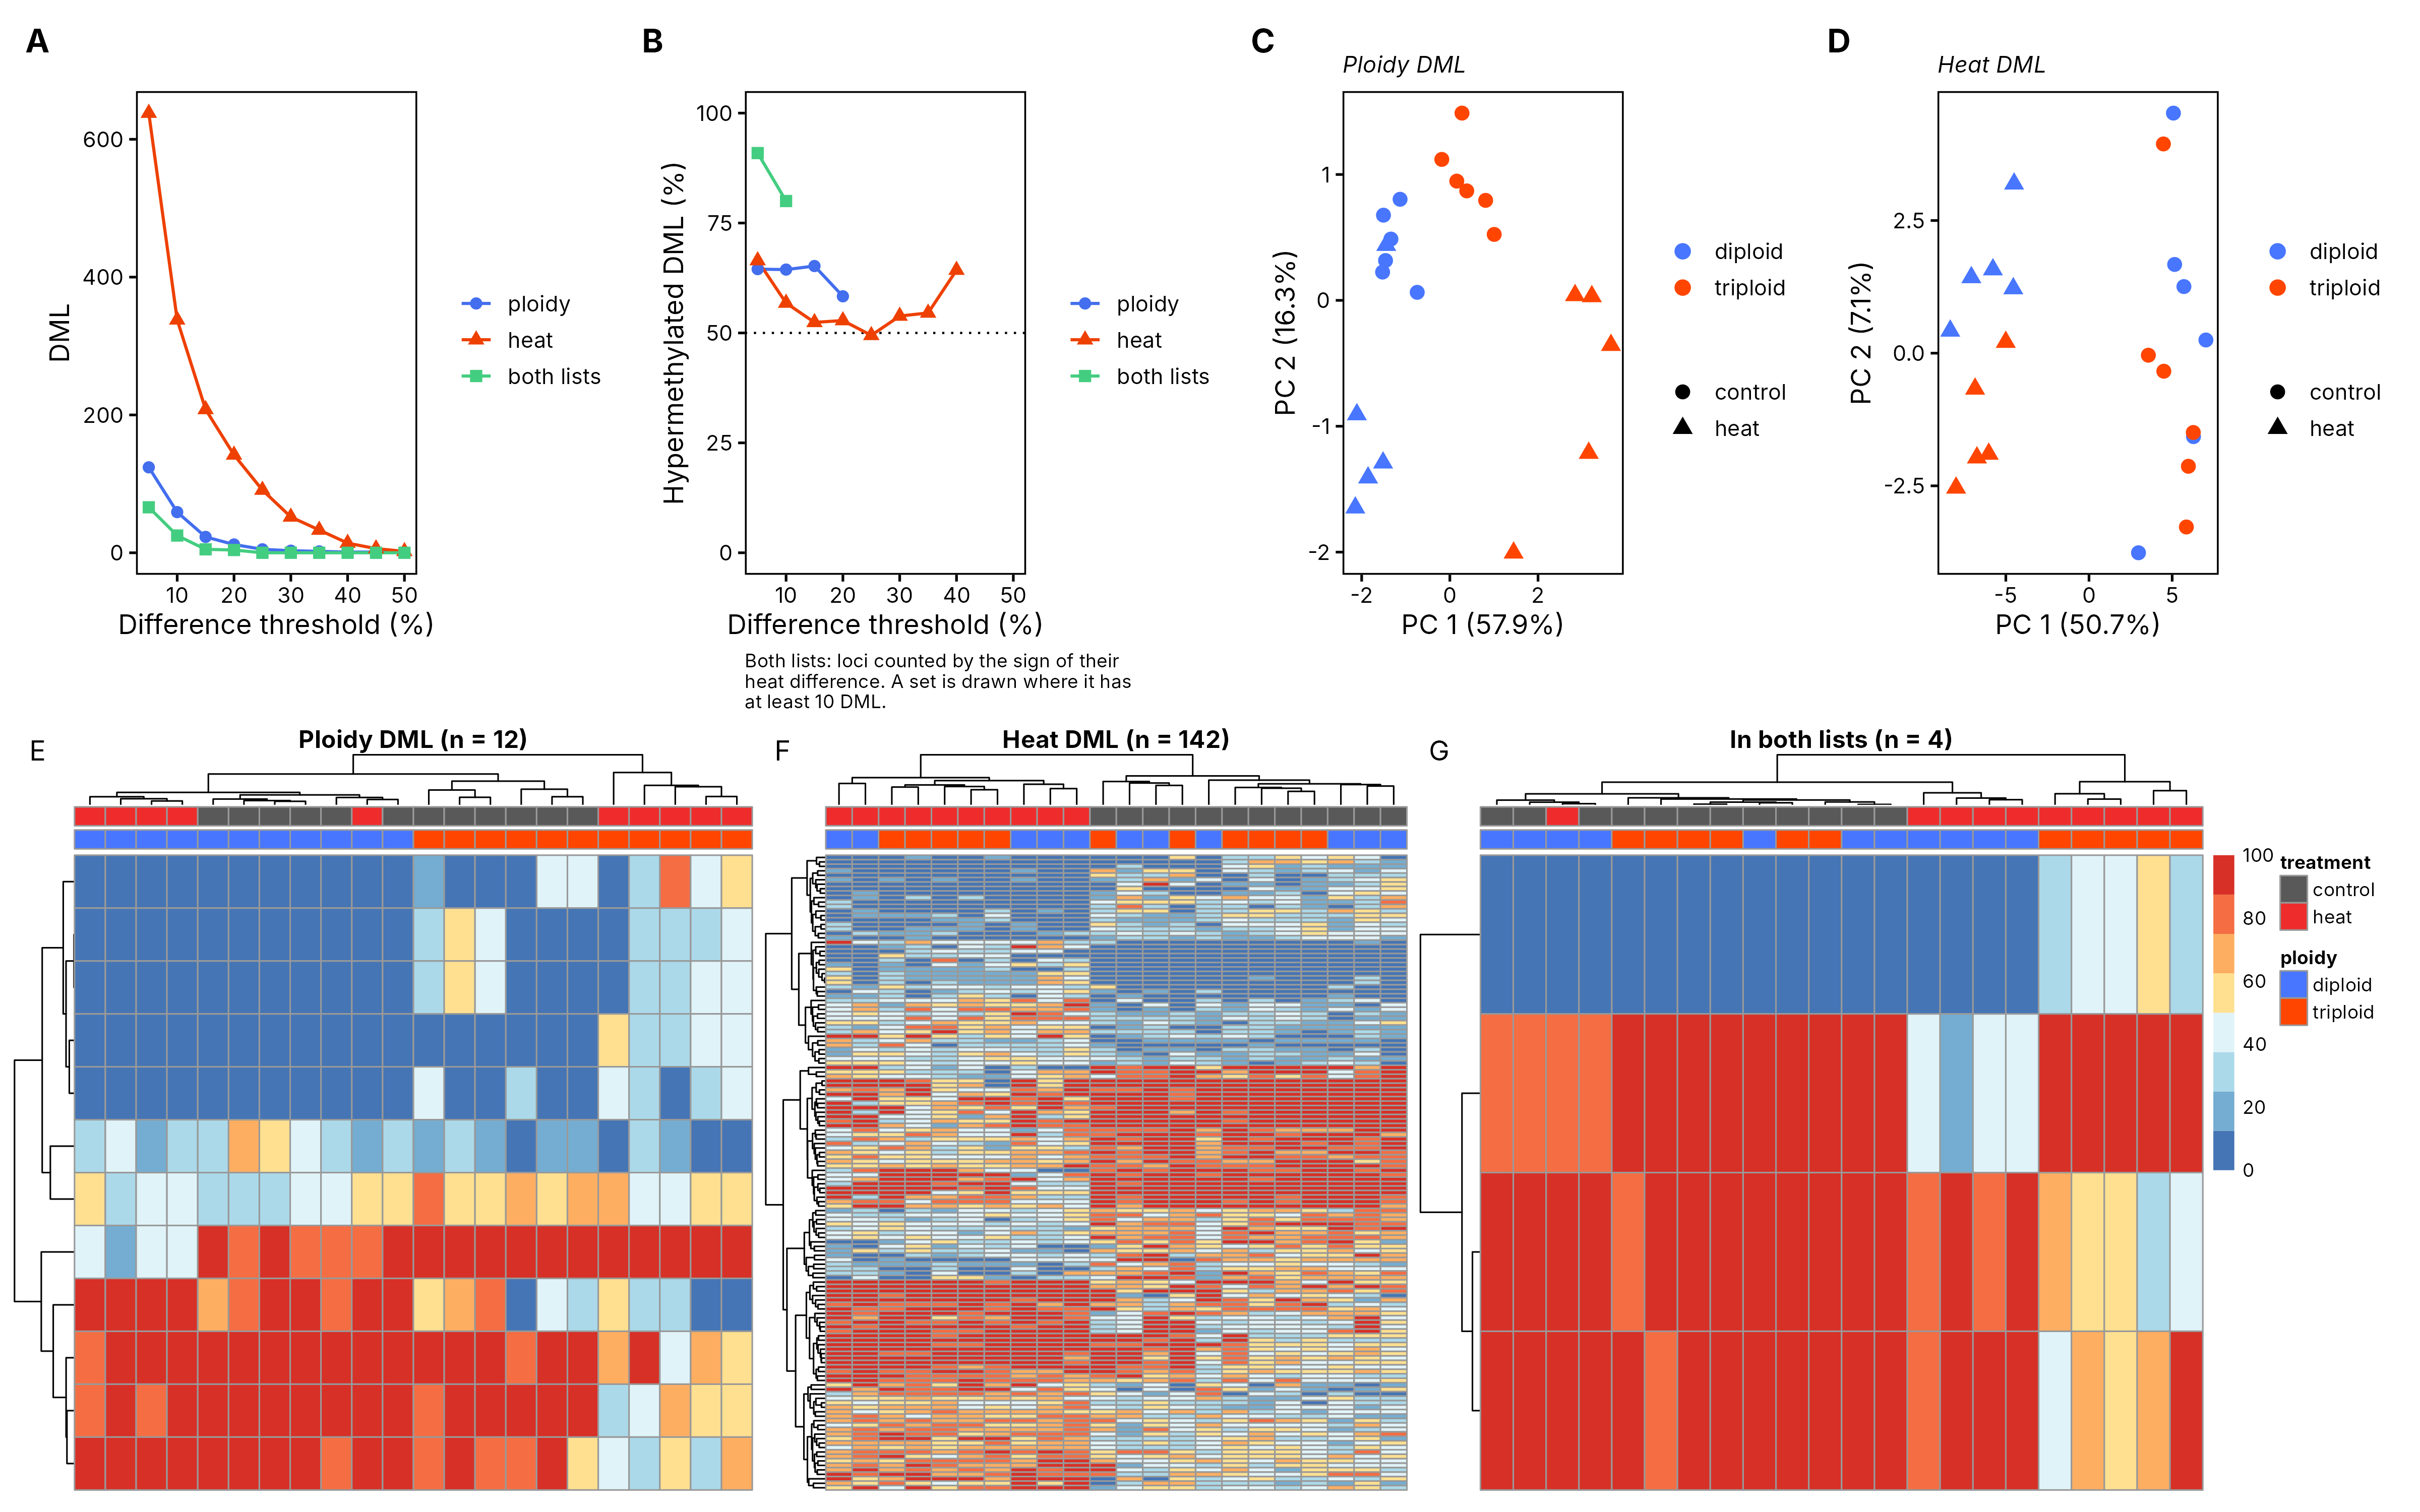 A
600
400
200
0
10 20 30 40 50
DML
Difference threshold (%)
ploidy
heat
both lists
B
100
75
50
25
0
10 20 30 40 50
Hypermethylated DML (%)
Difference threshold (%)
Both lists: loci counted by the sign of their
heat difference. A set is drawn where it has
at least 10 DML.
ploidy
heat
both lists
C
Ploidy DML
1
0
-1
-2
-2 0 2
PC 2 (16.3%)
PC 1 (57.9%)
diploid
triploid
control
heat
D
Heat DML
2.5
0.0
-2.5
-5 0 5
PC 2 (7.1%)
PC 1 (50.7%)
diploid
triploid
control
heat
E
Ploidy DML (n = 12)
F
Heat DML (n = 142)
G
In both lists (n = 4)
100
80
60
40
20
0
treatment
control
heat
ploidy
diploid
triploid